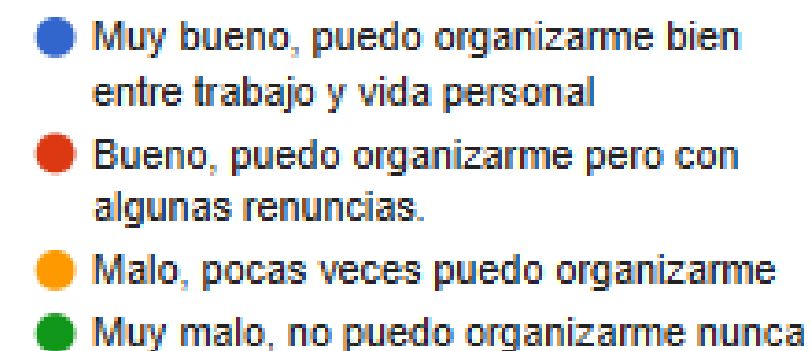 Muy bueno, puedo organizarme bien
entre trabajo y vida personal
Bueno, puedo organizarme pero con
algunas renuncias.
Malo, pocas veces puedo organizarme
Muy malo, no puedo organizarme nunca